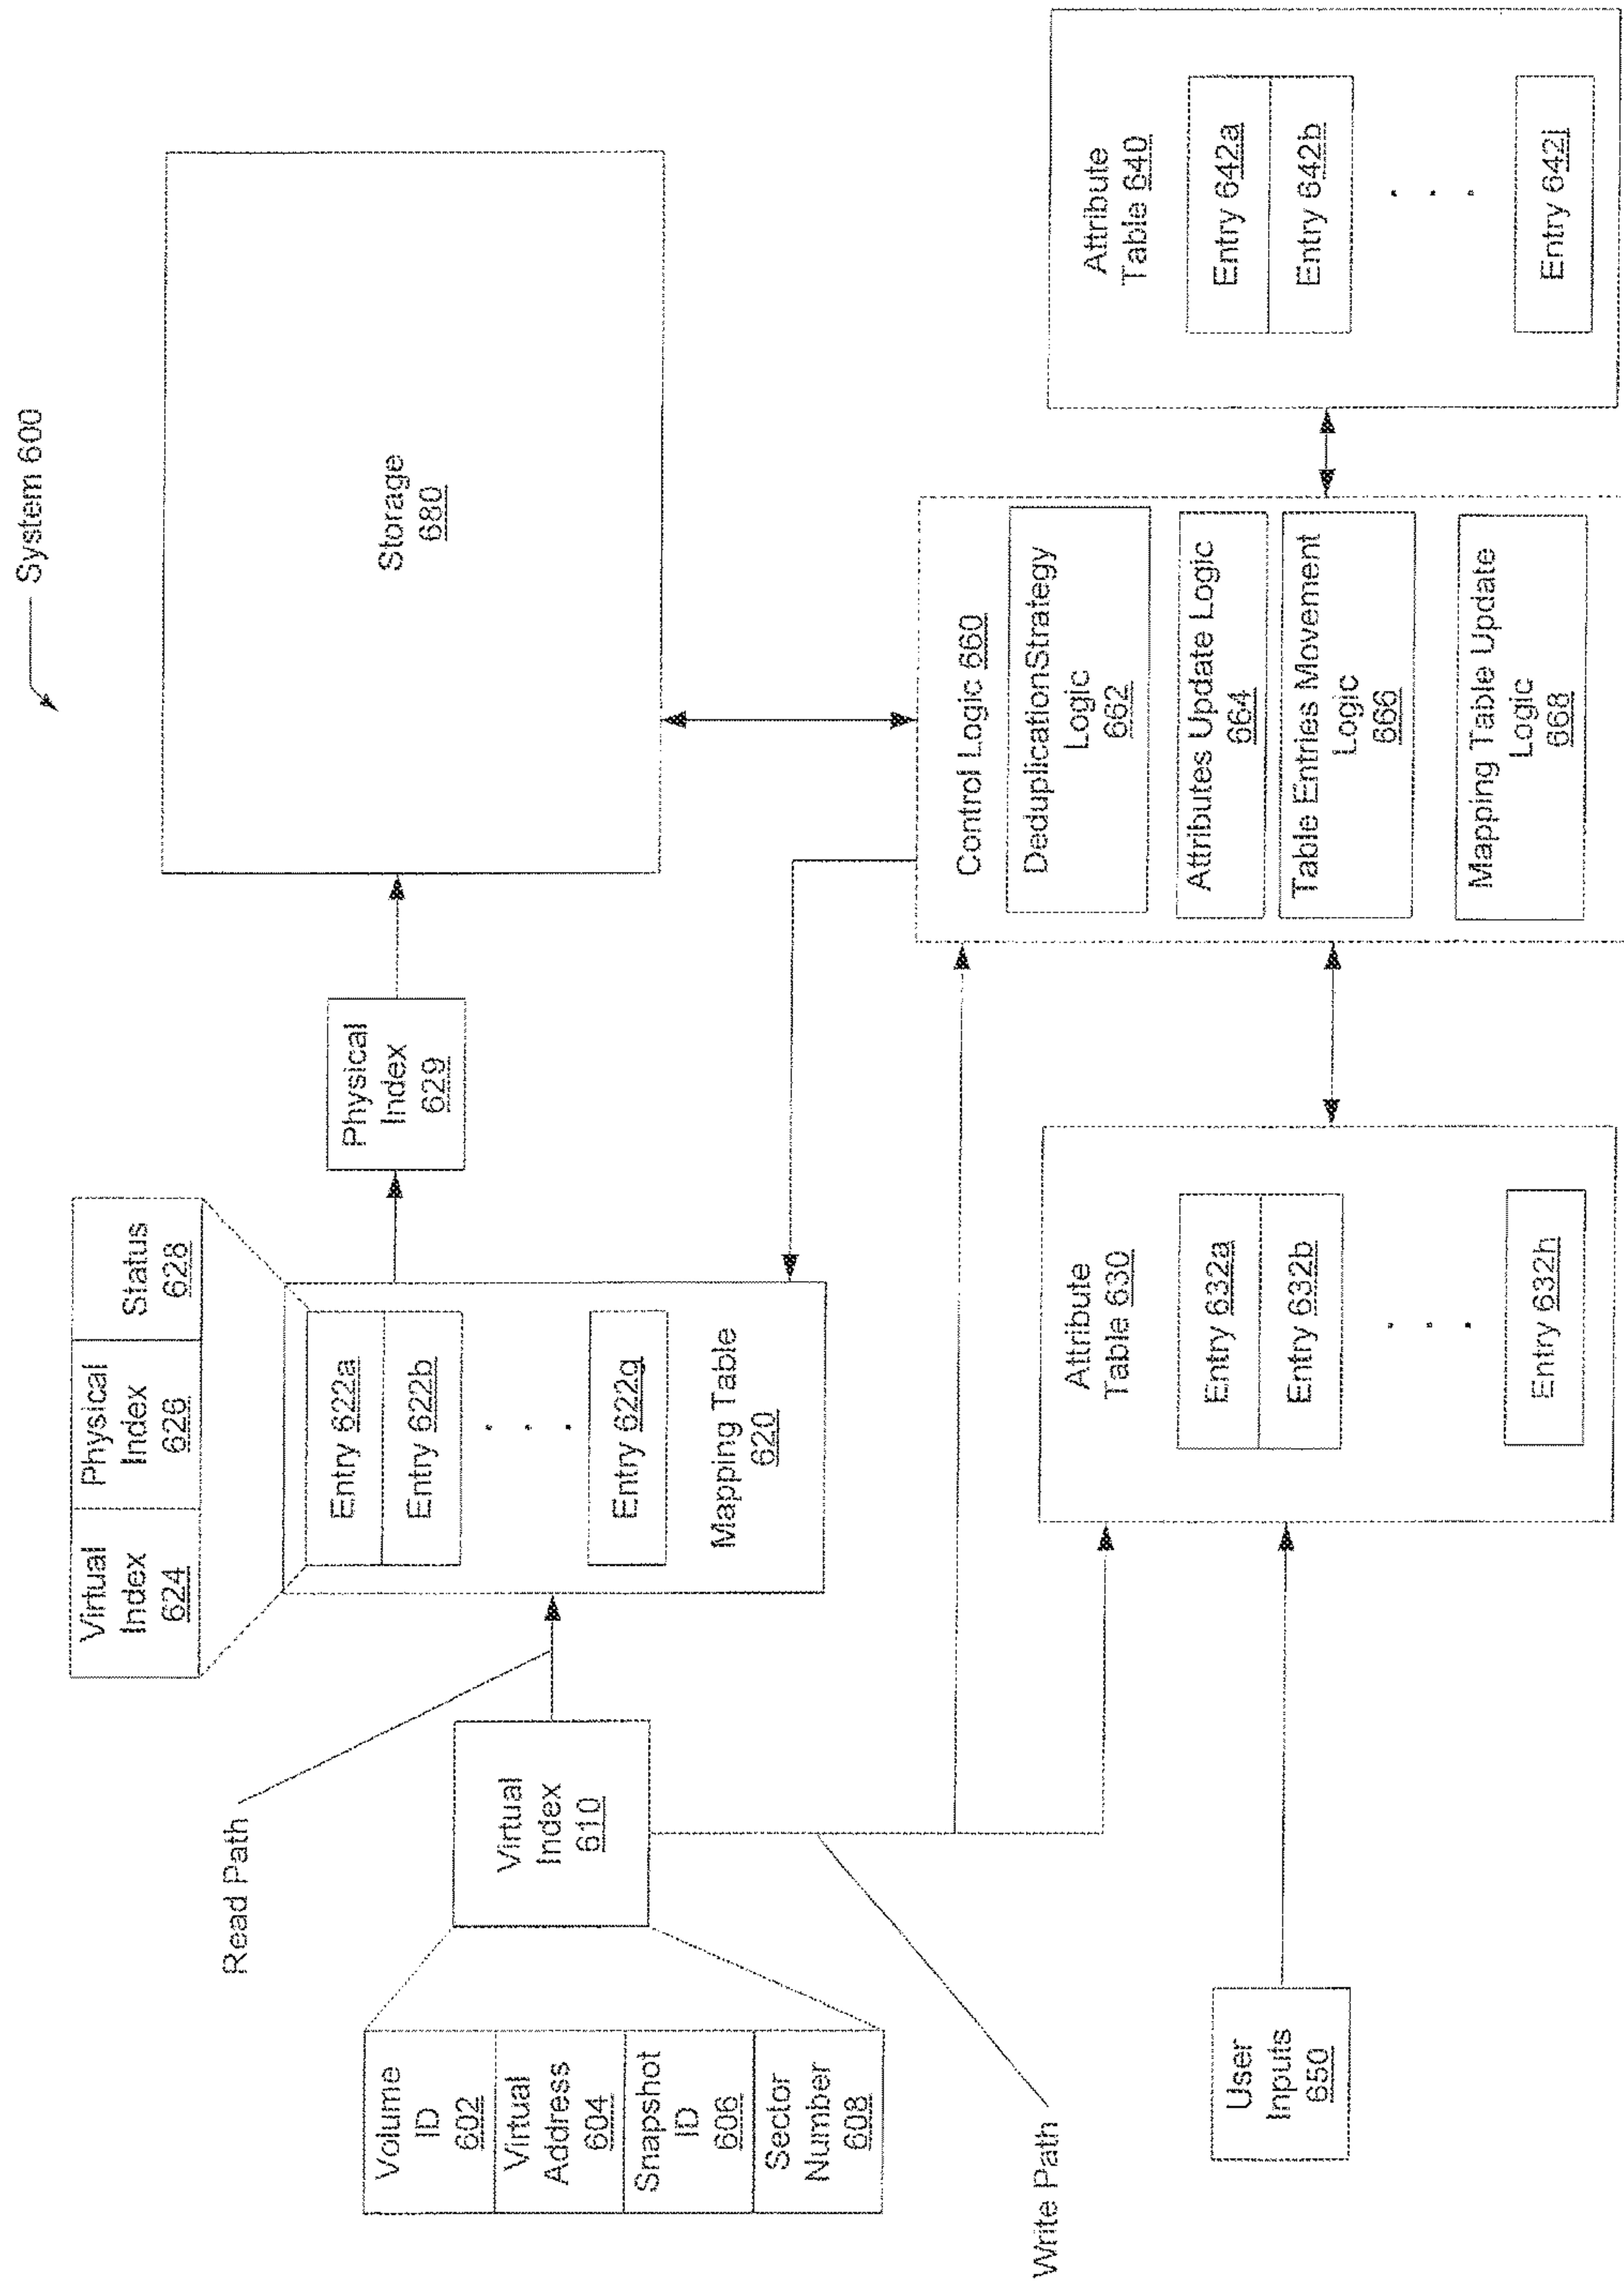 System 600
Virtual
Index
624
Physical
Index
626
Status
628
Read Path
Volume
ID
602
Virtual
Address
604
Snapshot
ID
606
Sector
Number
608
Virtual
Index
610
Entry 622a
Entry 622b
. . .
Entry 622g
Mapping Table
620
Physical
Index
629
Storage
680
Write Path
User
Inputs
650
Attribute
Table 630
Entry 632a
Entry 632b
. . .
Entry 632h
Control Logic 660
DeduplicationStrategy
Logic
662
Attributes Update Logic
664
Table Entries Movement
Logic
666
Mapping Table Update
Logic
668
Attribute
Table 640
Entry 642a
Entry 642b
. . .
Entry 642j